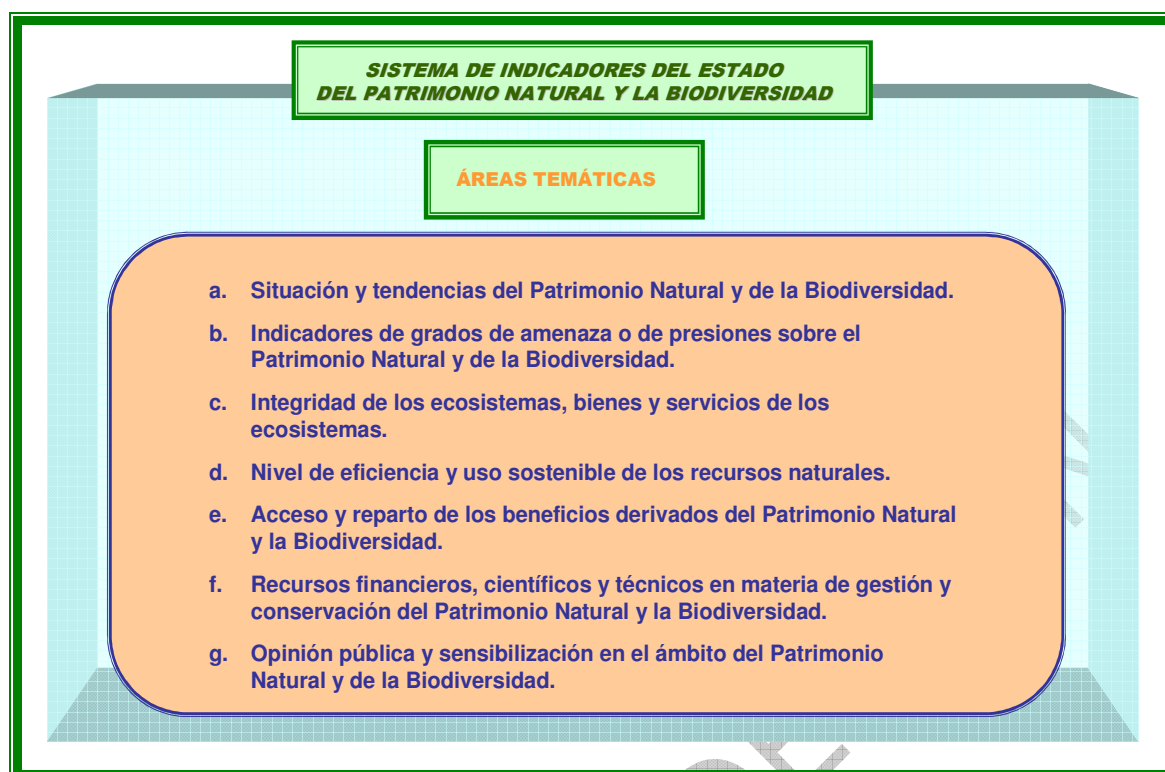 SISTEMA DE INDICADORES DEL ESTADO
DEL PATRIMONIO NATURAL Y LA BIODIVERSIDAD
ÁREAS TEMÁTICAS
a. Situación y tendencias del Patrimonio Natural y de la Biodiversidad.
b. Indicadores de grados de amenaza o de presiones sobre el
Patrimonio Natural y de la Biodiversidad.
c. Integridad de los ecosistemas, bienes y servicios de los
ecosistemas.
d. Nivel de eficiencia y uso sostenible de los recursos naturales.
e. Acceso y reparto de los beneficios derivados del Patrimonio Natural
y la Biodiversidad.
f. Recursos financieros, científicos y técnicos en materia de gestión y
conservación del Patrimonio Natural y la Biodiversidad.
g. Opinión pública y sensibilización en el ámbito del Patrimonio
Natural y de la Biodiversidad.